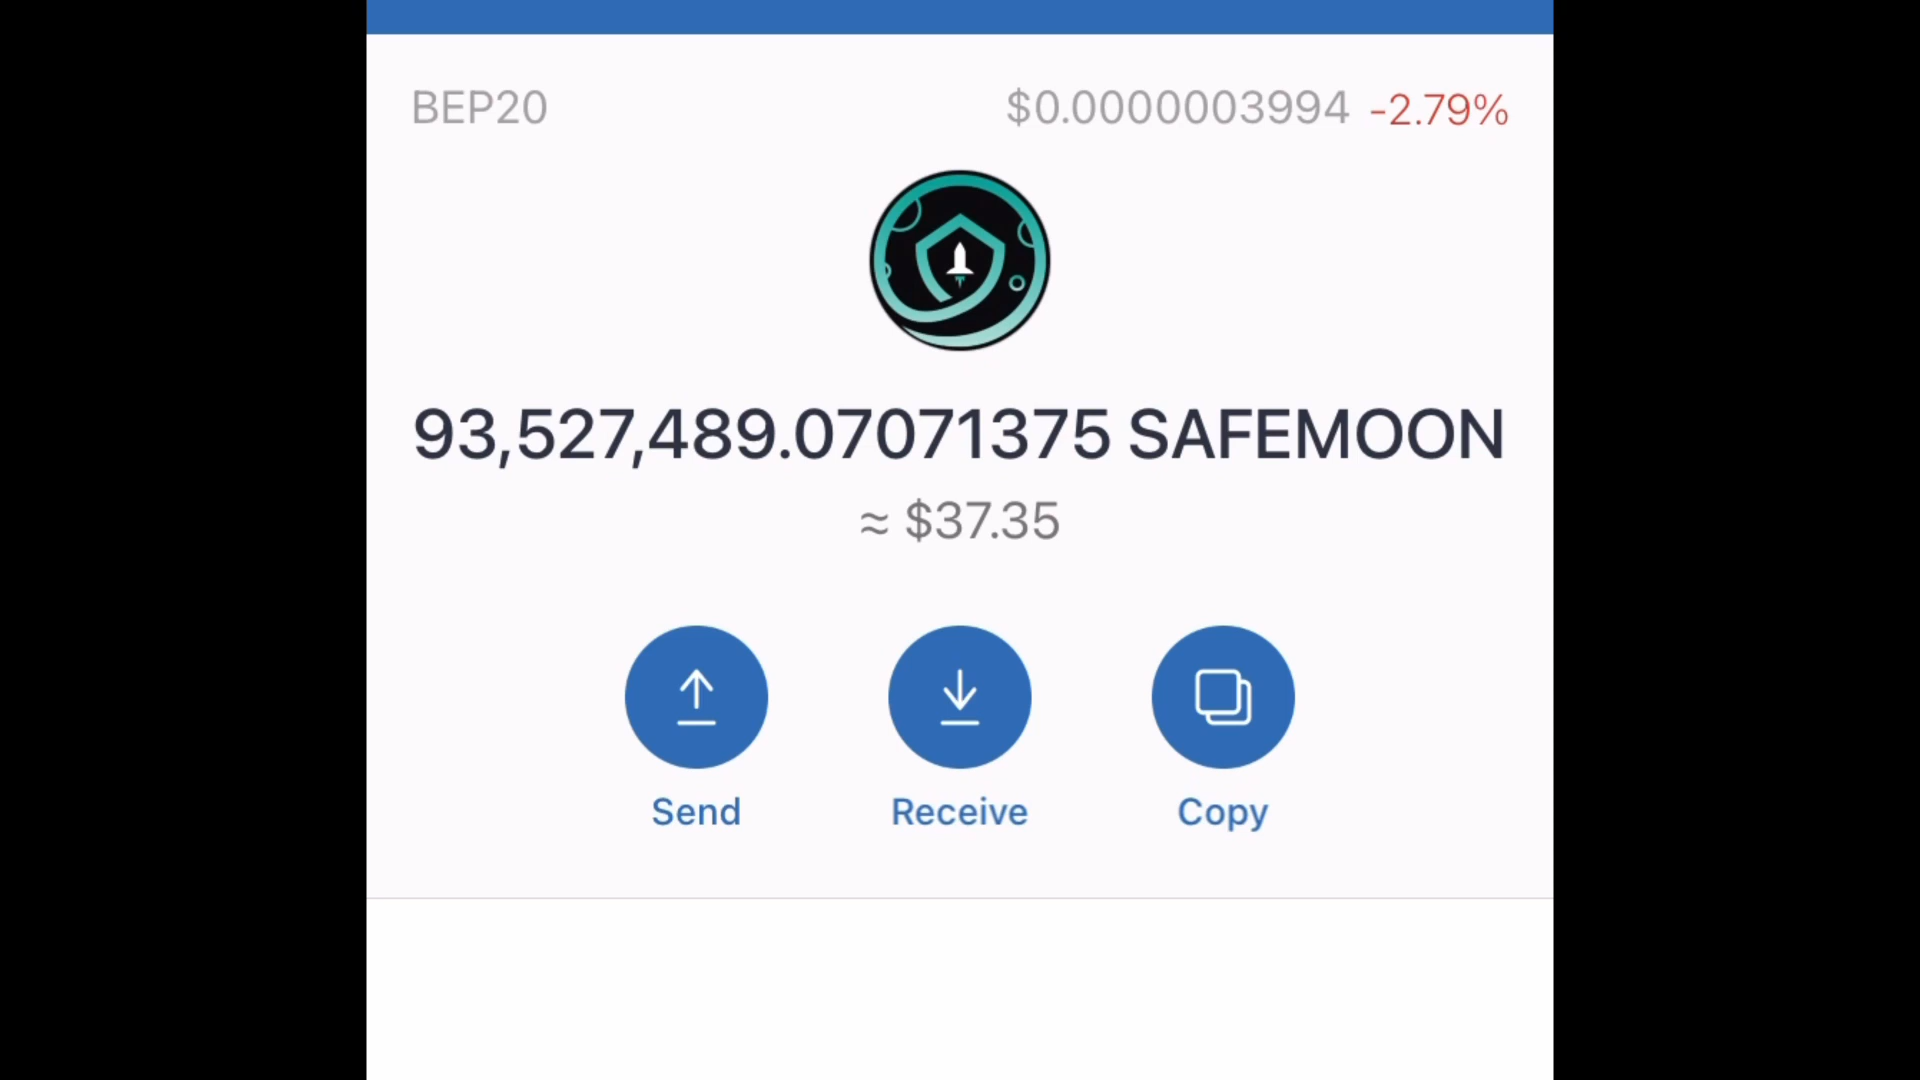 BEP20 $0.0000003994 -2.79%
93,527,489.07071375 SAFEMOON
≈ $37.35
Send Receive Copy